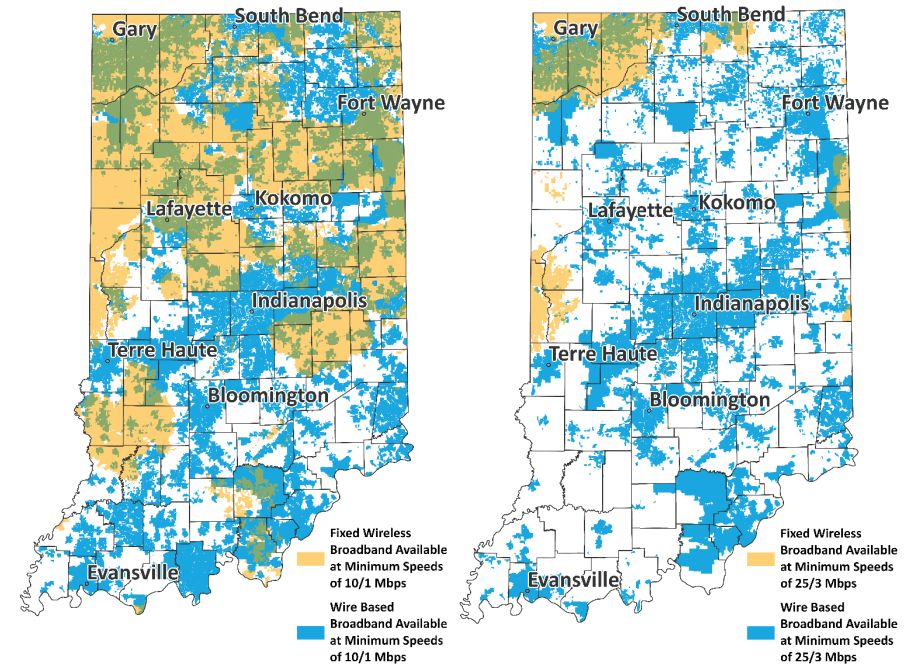 South Bend
Gary
Fort Wayne
Kokomo
Lafayette
Indianapolis
Terre Haute
Bloomington
Evansville
Fixed Wireless
Broadband Available
at Minimum Speeds
of 10/1 Mbps
Wire Based
Broadband Available
at Minimum Speeds
of 10/1 Mbps
South Bend
Gary
Fort Wayne
Kokomo
Lafayette
Indianapolis
Terre Haute
Bloomington
Evansville
Fixed Wireless
Broadband Available
at Minimum Speeds
of 25/3 Mbps
Wire Based
Broadband Available
at Minimum Speeds
of 25/3 Mbps